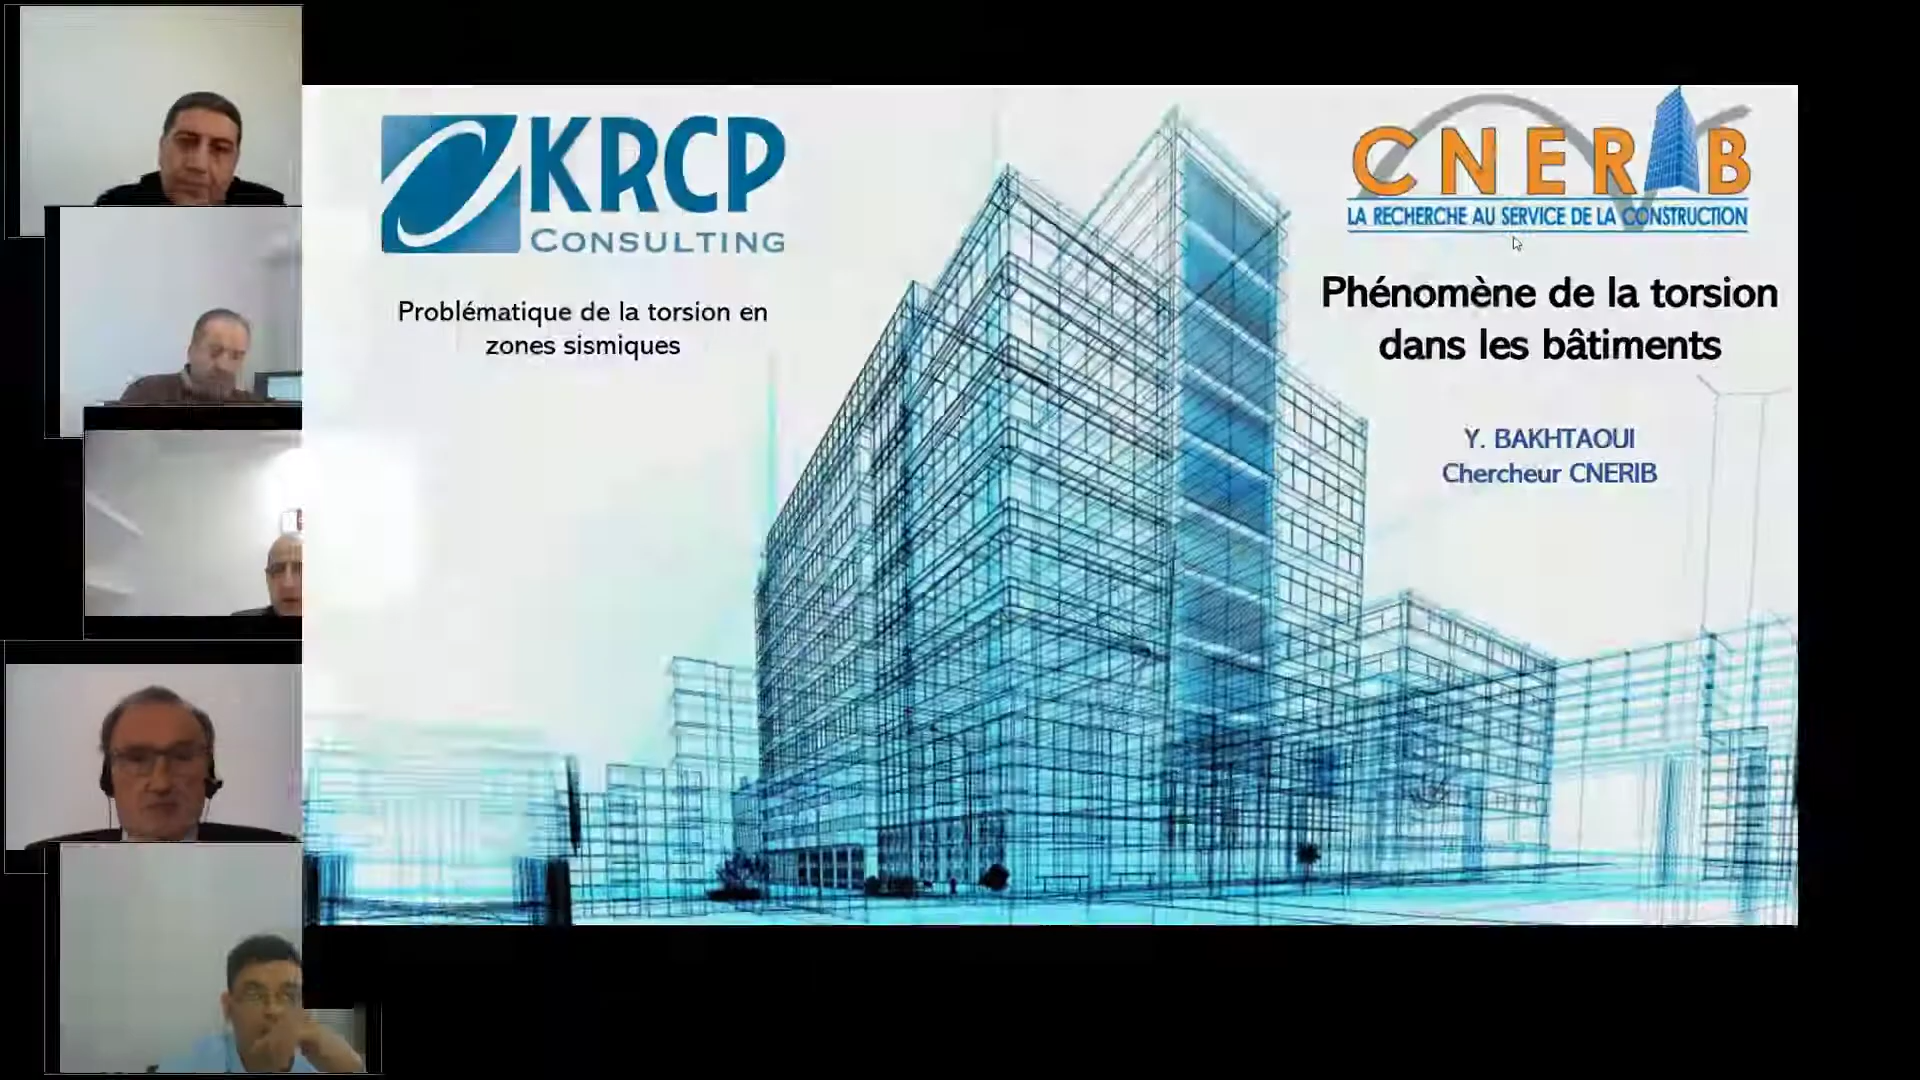 KRCP
CONSULTING
Problématique de la torsion en
zones sismiques
CNERIB
LA RECHERCHE AU SERVICE DE LA CONSTRUCTION
Phénomène de la torsion
dans les bâtiments
Y. BAKHTAOUI
Chercheur CNERIB